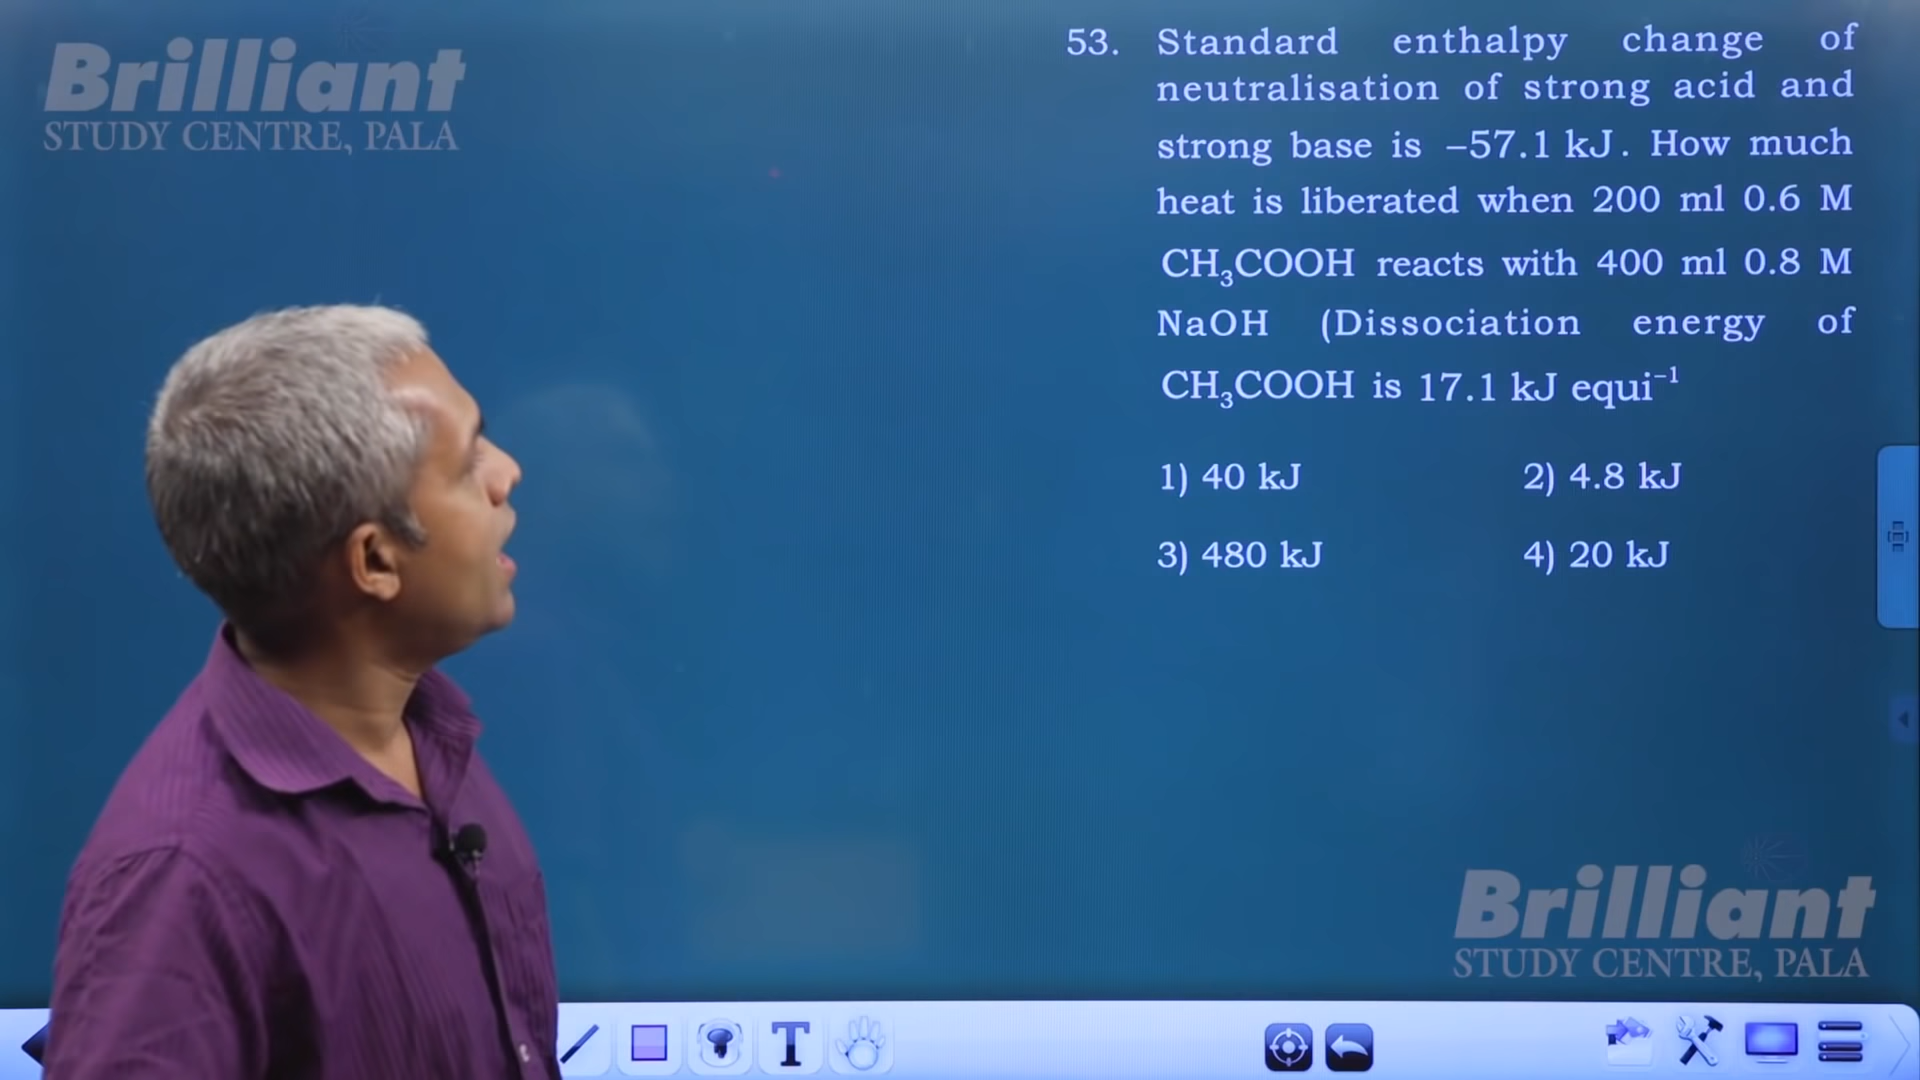 Brilliant
STUDY CENTRE, PALA
53. Standard enthalpy change of
neutralisation of strong acid and
strong base is −57.1 kJ. How much
heat is liberated when 200 ml 0.6 M
CH₃COOH reacts with 400 ml 0.8 M
NaOH (Dissociation energy of
CH₃COOH is 17.1 kJ equi⁻¹
1) 40 kJ 2) 4.8 kJ
3) 480 kJ 4) 20 kJ
Brilliant
STUDY CENTRE, PALA
T